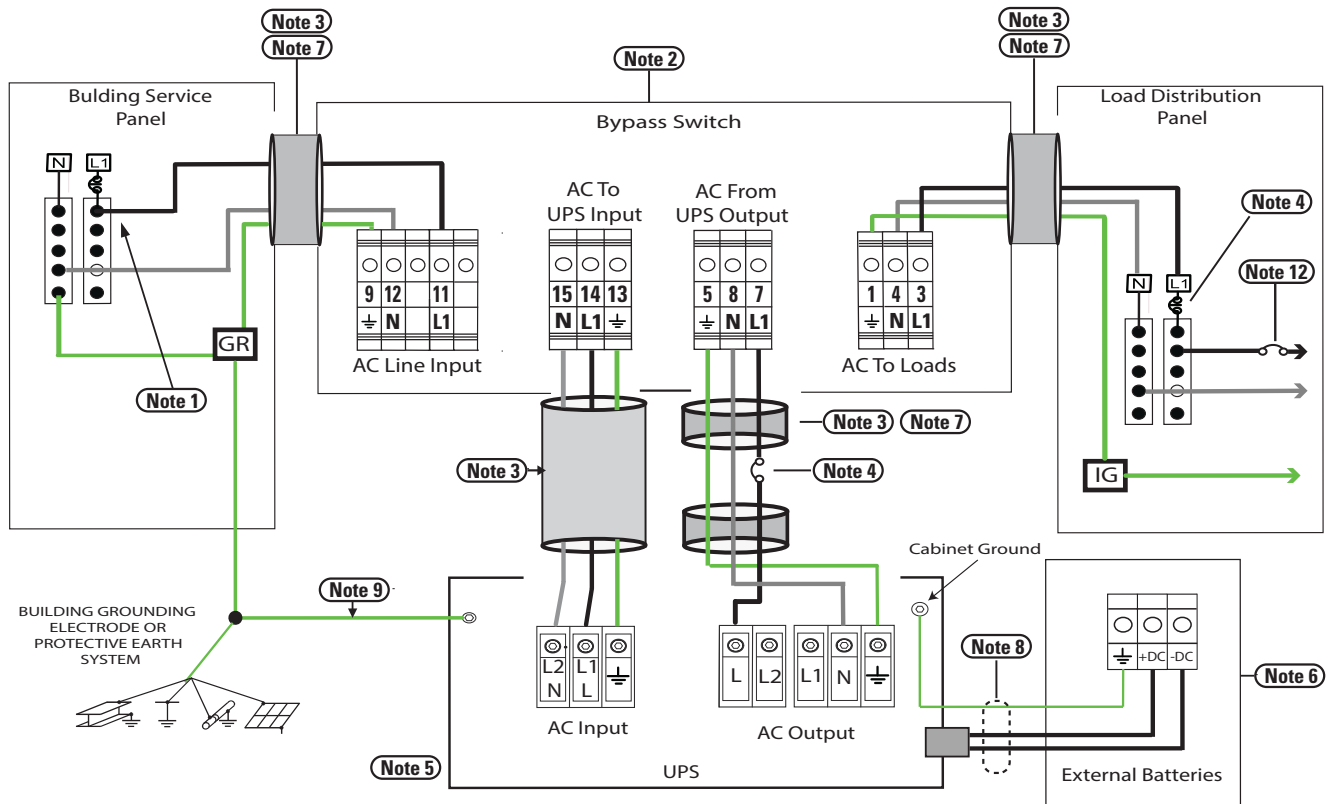 Note 3
Note 7
Note 2
Note 3
Note 7
Bulding Service
Panel
Bypass Switch
Load Distribution
Panel
N
L1
AC To
UPS Input
AC From
UPS Output
Note 4
Note 12
9 12 11
⏚ N L1
AC Line Input
15 14 13
N L1 ⏚
5 8 7
⏚ N L1
1 4 3
⏚ N L1
AC To Loads
N
L1
GR
Note 1
Note 3
Note 3
Note 7
Note 4
IG
Cabinet Ground
Note 9
BUILDING GROUNDING
ELECTRODE OR
PROTECTIVE EARTH
SYSTEM
L2
N
L1
L
⏚
AC Input
L L2 L1 N ⏚
AC Output
Note 8
⏚ +DC -DC
Note 6
Note 5
UPS
External Batteries